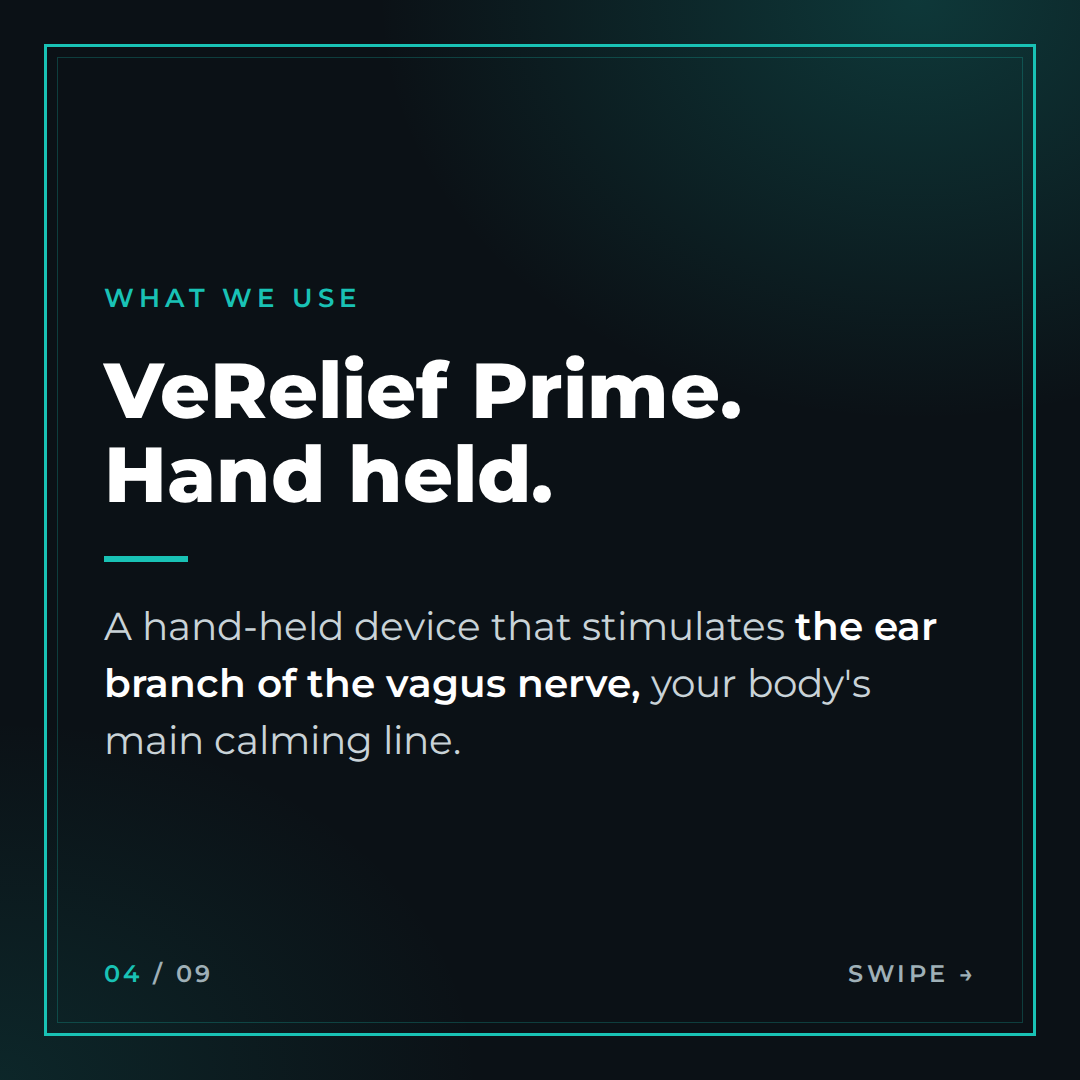 WHAT WE USE
VeRelief Prime.
Hand held.
A hand-held device that stimulates the ear
branch of the vagus nerve, your body's
main calming line.
04 / 09
SWIPE →